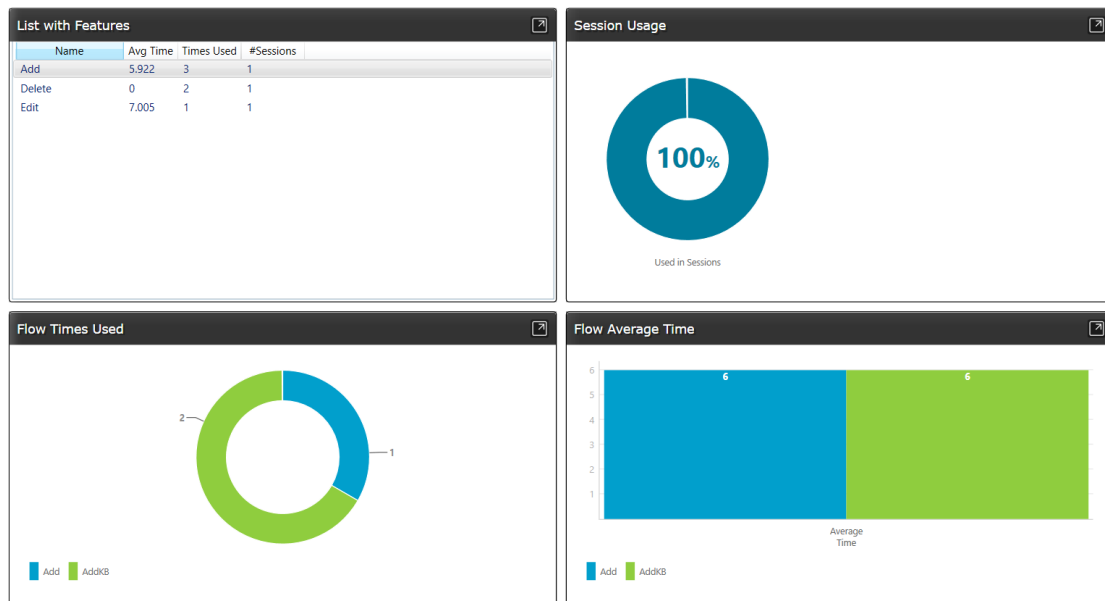 List with Features
Name Avg Time Times Used #Sessions
Add 5.922 3 1
Delete 0 2 1
Edit 7.005 1 1
Session Usage
100%
Used in Sessions
Flow Times Used
2
1
Add AddKB
Flow Average Time
6
5
4
3
2
1
6 6
Average
Time
Add AddKB